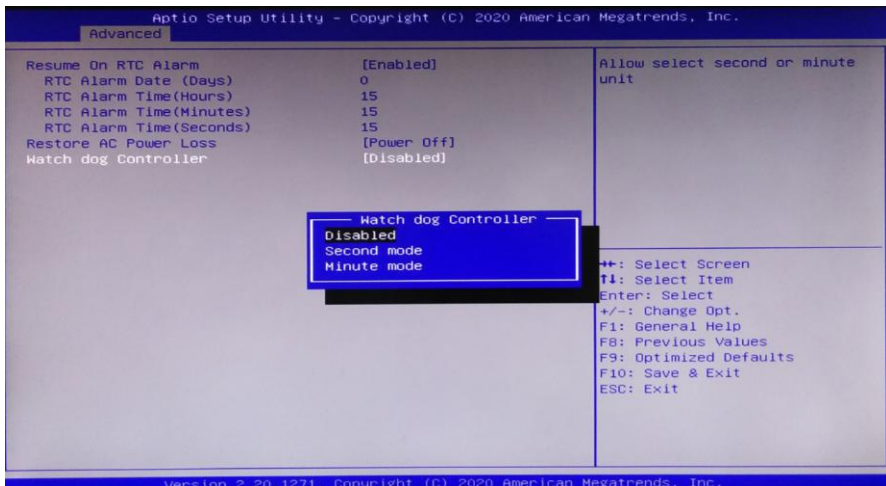 Aptio Setup Utility - Copyright (C) 2020 American Megatrends, Inc.
Advanced
Resume On RTC Alarm [Enabled]
RTC Alarm Date (Days) 0
RTC Alarm Time(Hours) 15
RTC Alarm Time(Minutes) 15
RTC Alarm Time(Seconds) 15
Restore AC Power Loss [Power Off]
Watch dog Controller [Disabled]
Allow select second or minute
unit
Watch dog Controller
Disabled
Second mode
Minute mode
→←: Select Screen
↑↓: Select Item
Enter: Select
+/-: Change Opt.
F1: General Help
F8: Previous Values
F9: Optimized Defaults
F10: Save & Exit
ESC: Exit
Version 2.20.1271. Copyright (C) 2020 American Megatrends, Inc.